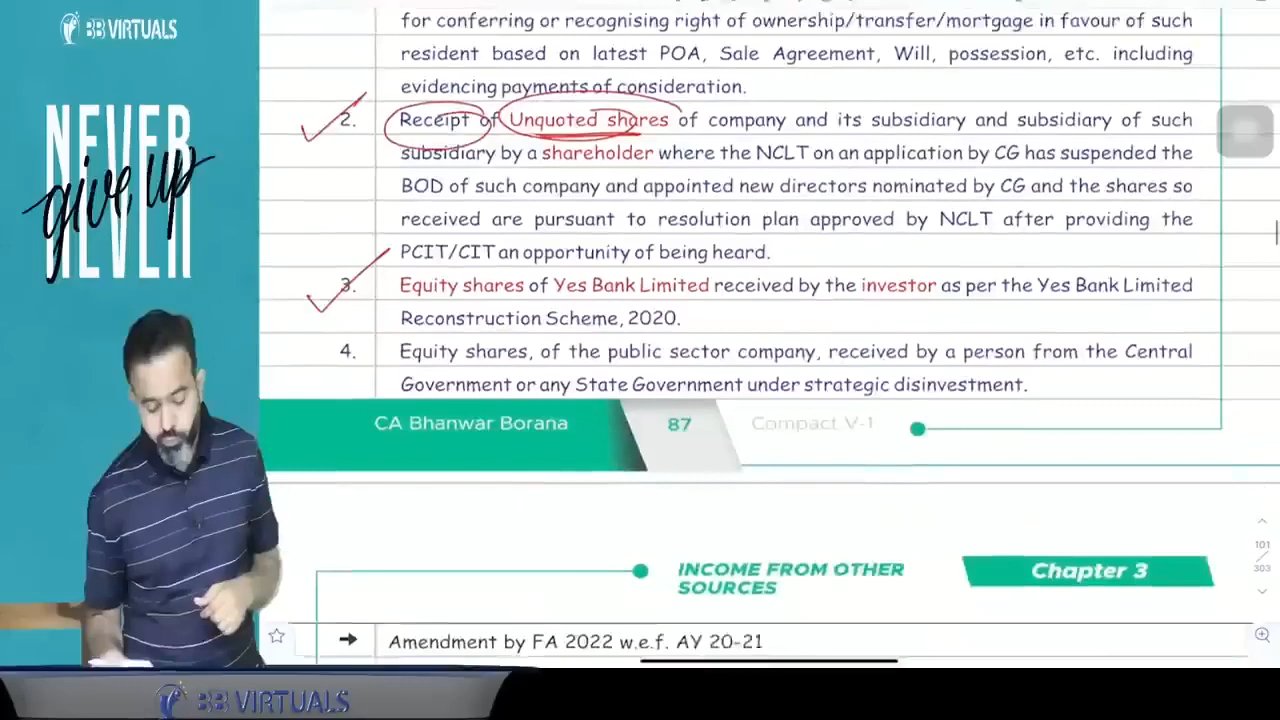 BB VIRTUALS
for conferring or recognising right of ownership/transfer/mortgage in favour of such
resident based on latest POA, Sale Agreement, Will, possession, etc. including
evidencing payments of consideration.
2. Receipt of Unquoted shares of company and its subsidiary and subsidiary of such
subsidiary by a shareholder where the NCLT on an application by CG has suspended the
BOD of such company and appointed new directors nominated by CG and the shares so
received are pursuant to resolution plan approved by NCLT after providing the
PCIT/CIT an opportunity of being heard.
3. Equity shares of Yes Bank Limited received by the investor as per the Yes Bank Limited
Reconstruction Scheme, 2020.
4. Equity shares, of the public sector company, received by a person from the Central
Government or any State Government under strategic disinvestment.
CA Bhanwar Borana 87 Compact V-1
NEVER
give up
NEVER
INCOME FROM OTHER
SOURCES
Chapter 3
101
/
303
→ Amendment by FA 2022 w.e.f. AY 20-21
BB VIRTUALS